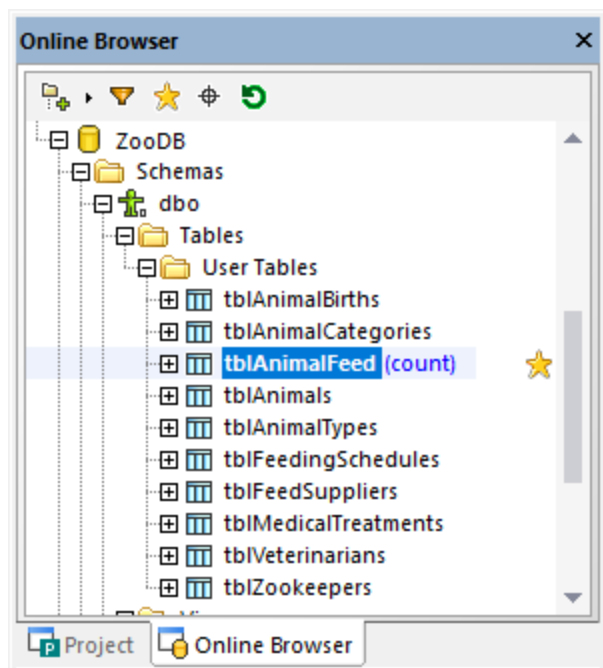 Online Browser
ZooDB
Schemas
dbo
Tables
User Tables
tblAnimalBirths
tblAnimalCategories
tblAnimalFeed (count)
tblAnimals
tblAnimalTypes
tblFeedingSchedules
tblFeedSuppliers
tblMedicalTreatments
tblVeterinarians
tblZookeepers
Project Online Browser